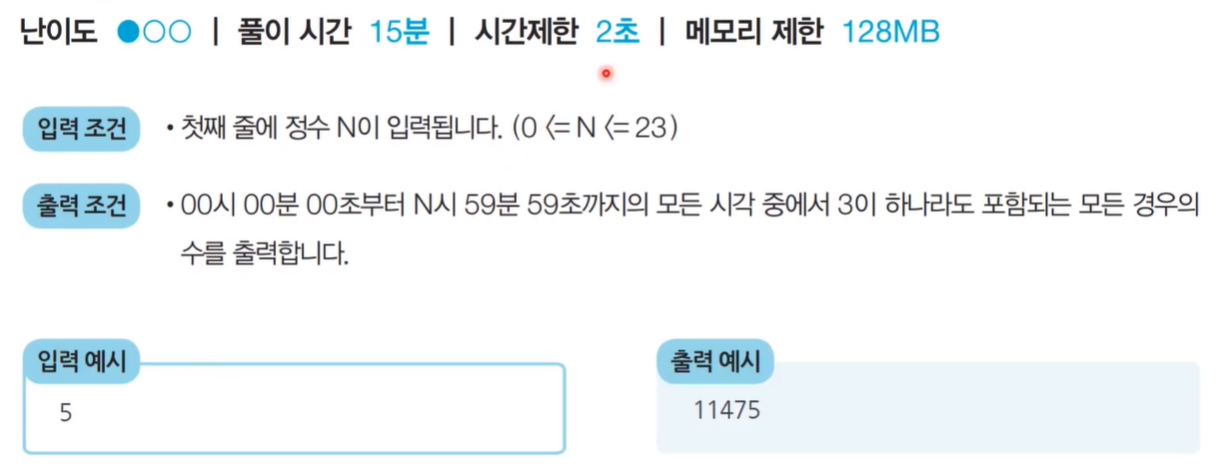 난이도 ●○○ | 풀이 시간 15분 | 시간제한 2초 | 메모리 제한 128MB
입력 조건 • 첫째 줄에 정수 N이 입력됩니다. (0 <= N <= 23)
출력 조건 • 00시 00분 00초부터 N시 59분 59초까지의 모든 시각 중에서 3이 하나라도 포함되는 모든 경우의
수를 출력합니다.
입력 예시
5
출력 예시
11475